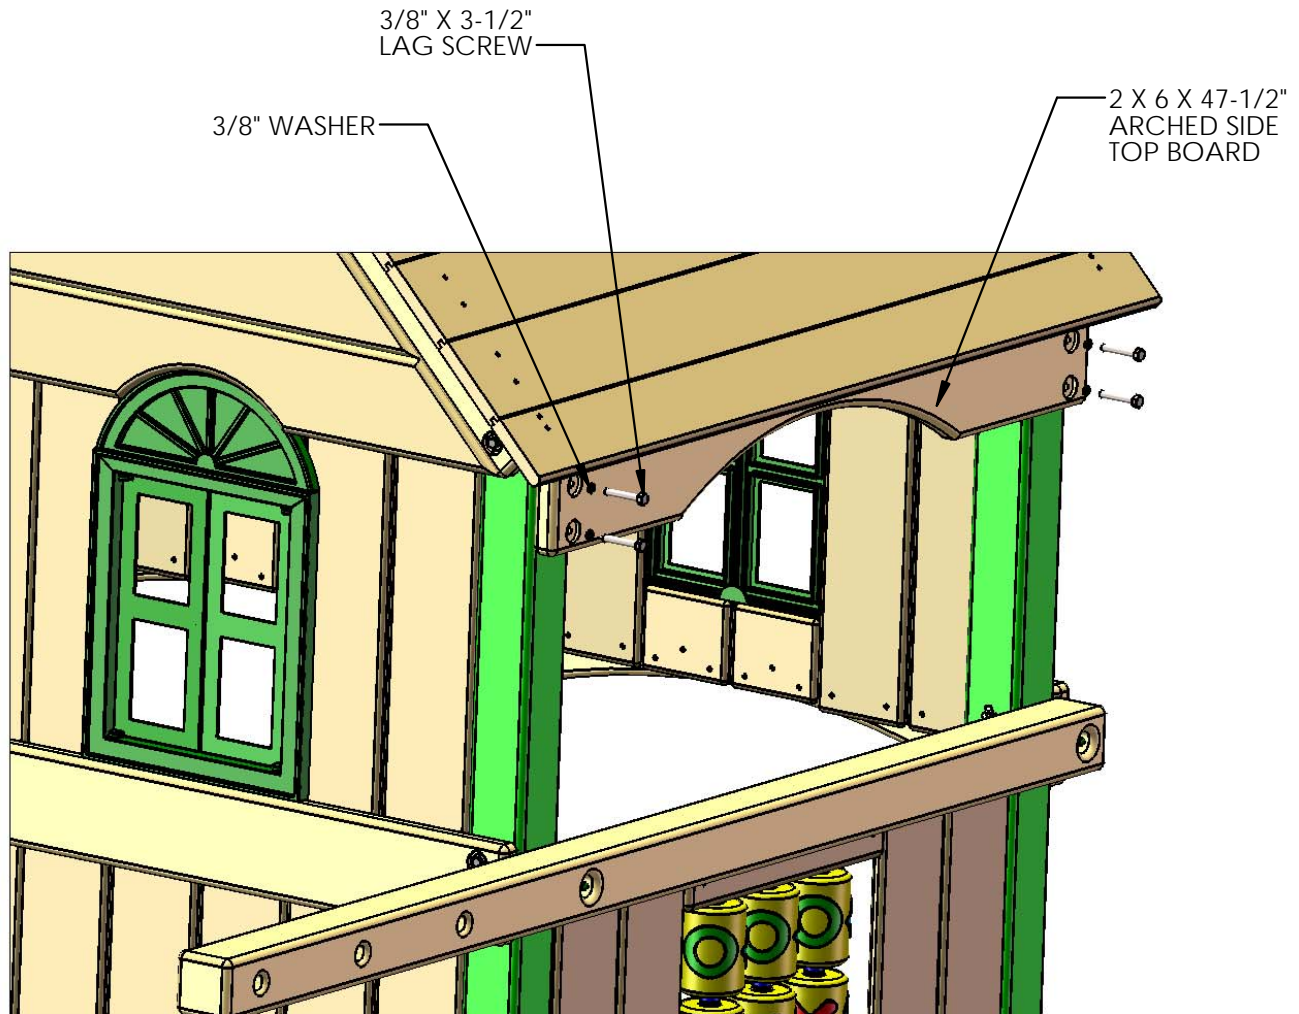 3/8" X 3-1/2"
LAG SCREW
3/8" WASHER
2 X 6 X 47-1/2"
ARCHED SIDE
TOP BOARD